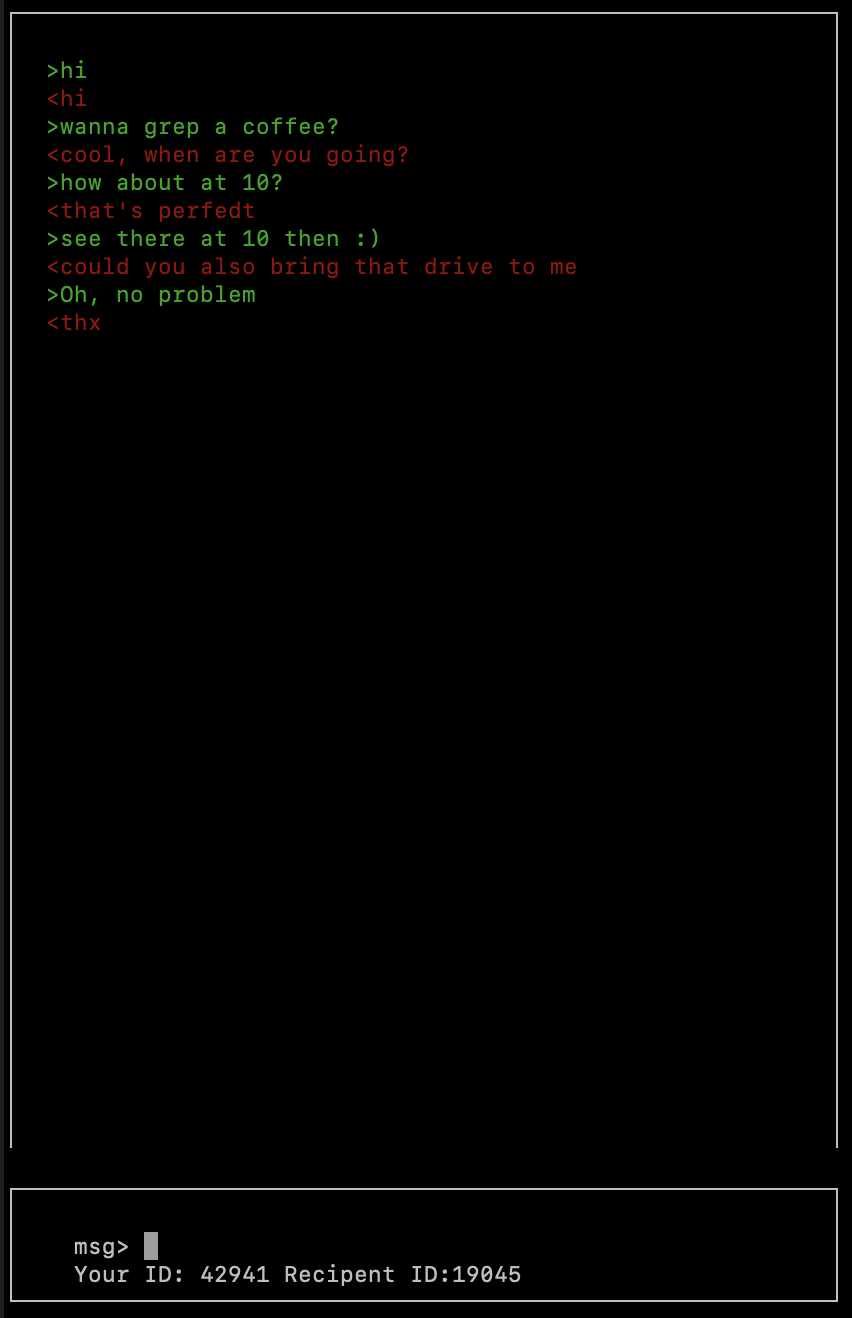 >hi
<hi
>wanna grep a coffee?
<cool, when are you going?
>how about at 10?
<that's perfedt
>see there at 10 then :)
<could you also bring that drive to me
>Oh, no problem
<thx
msg>
Your ID: 42941 Recipent ID:19045